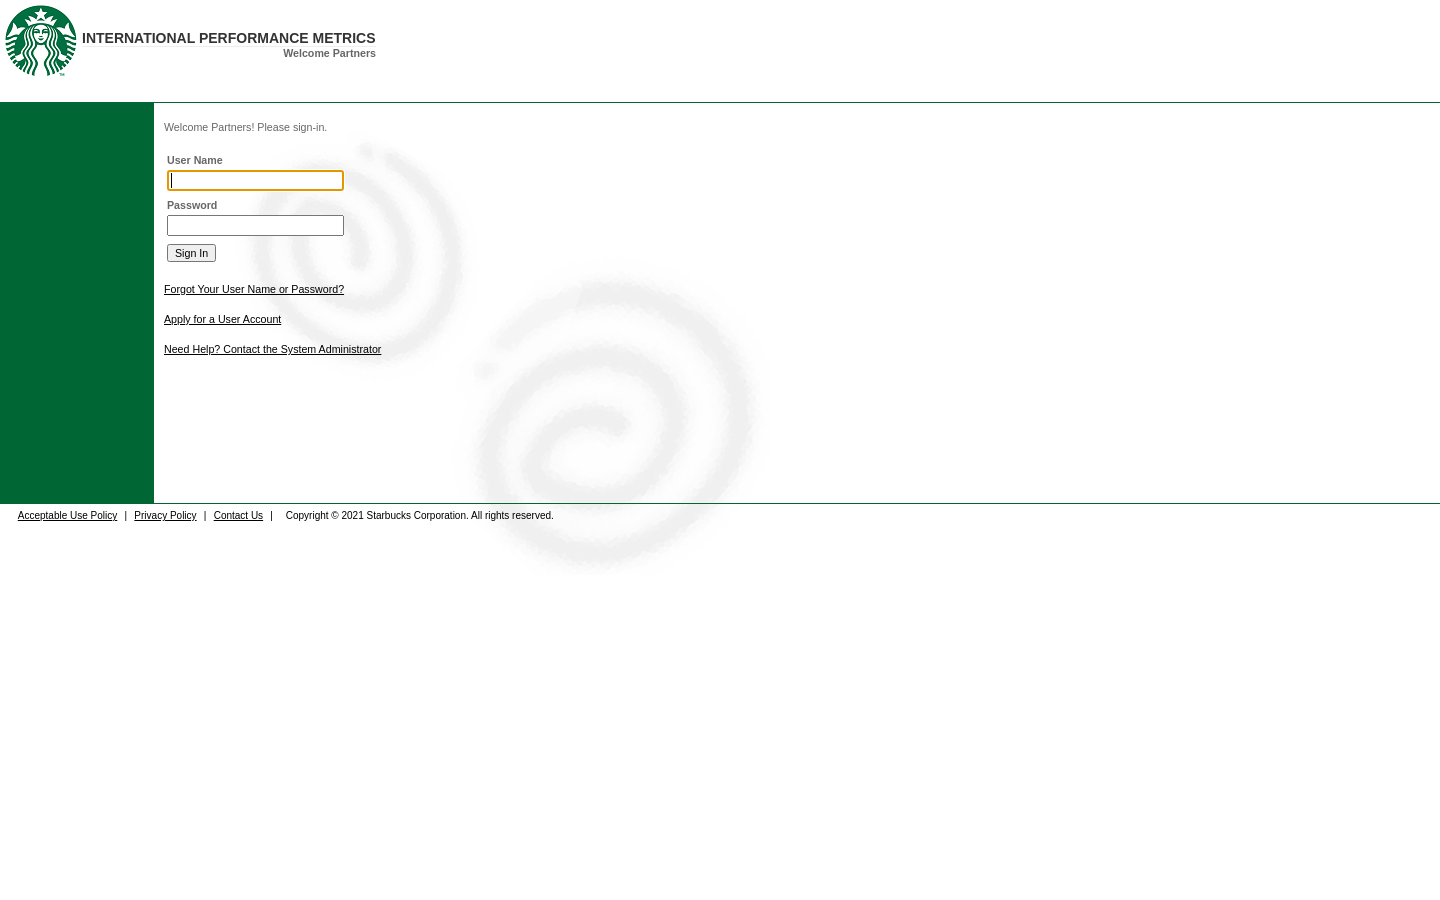 INTERNATIONAL PERFORMANCE METRICS
Welcome Partners
Welcome Partners! Please sign-in.
User Name
Password
Sign In
Forgot Your User Name or Password?
Apply for a User Account
Need Help? Contact the System Administrator
Acceptable Use Policy | Privacy Policy | Contact Us | Copyright © 2021 Starbucks Corporation. All rights reserved.